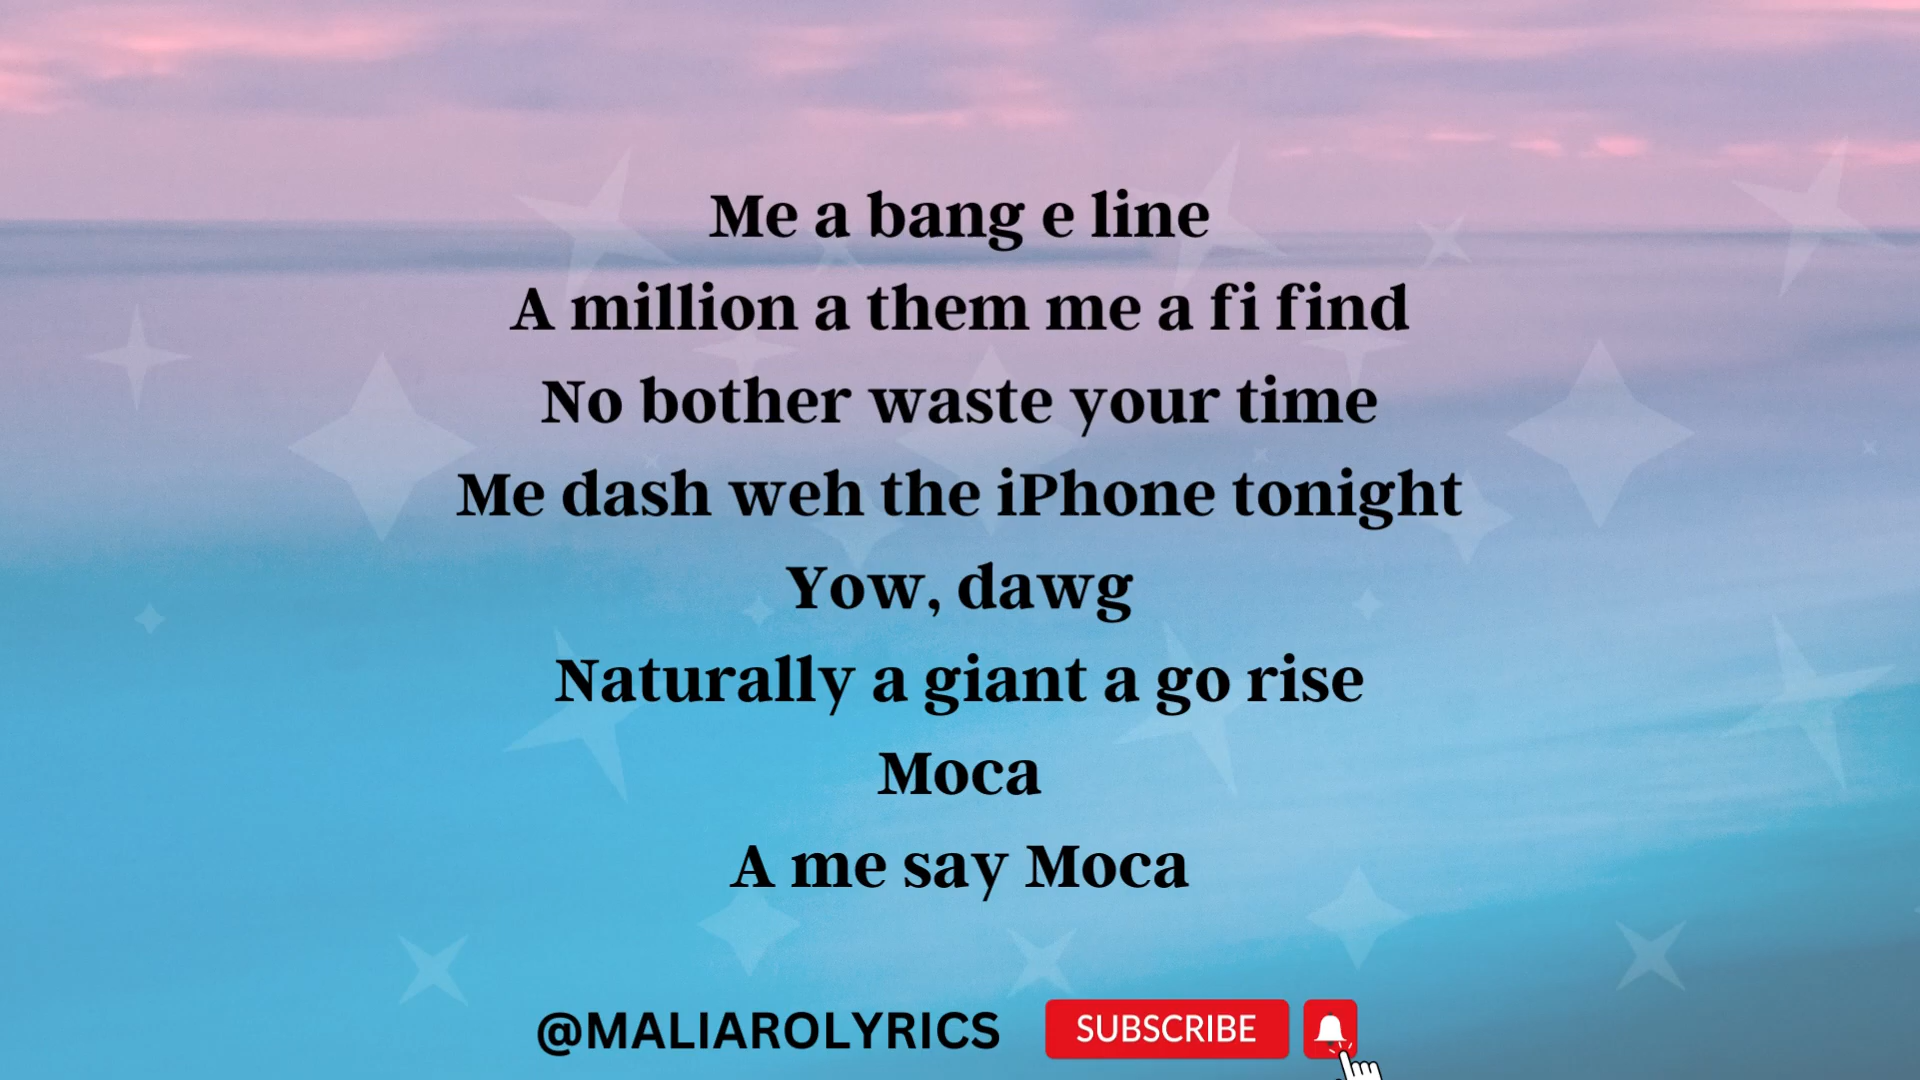 Me a bang e line
A million a them me a fi find
No bother waste your time
Me dash weh the iPhone tonight
Yow, dawg
Naturally a giant a go rise
Moca
A me say Moca
@MALIAROLYRICS SUBSCRIBE